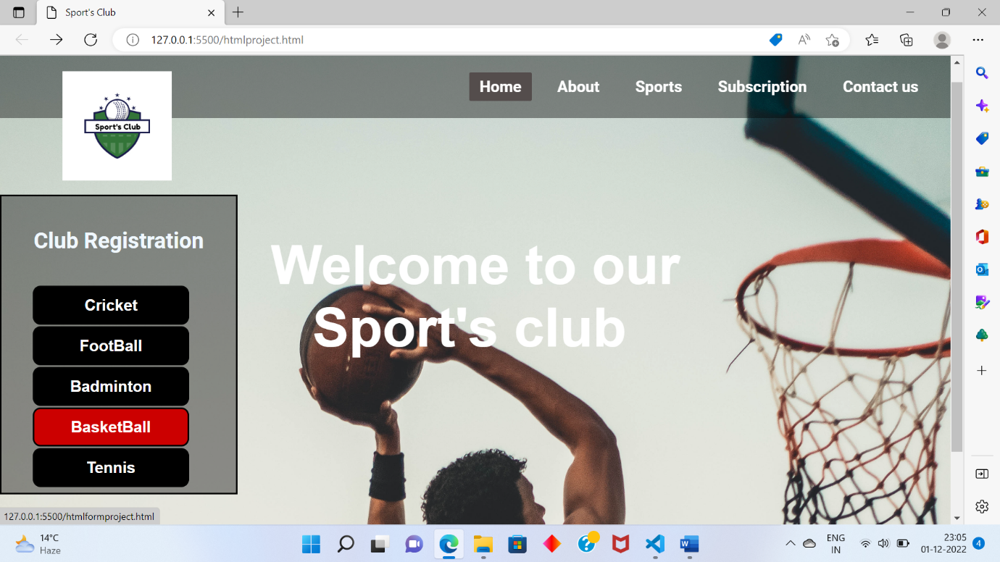 Sport's Club
127.0.0.1:5500/htmlproject.html
Home About Sports Subscription Contact us
Sport's Club
Club Registration
Cricket
FootBall
Badminton
BasketBall
Tennis
Welcome to our
Sport's club
127.0.0.1:5500/htmlformproject.html
14°C
Haze
ENG
IN
23:05
01-12-2022
4